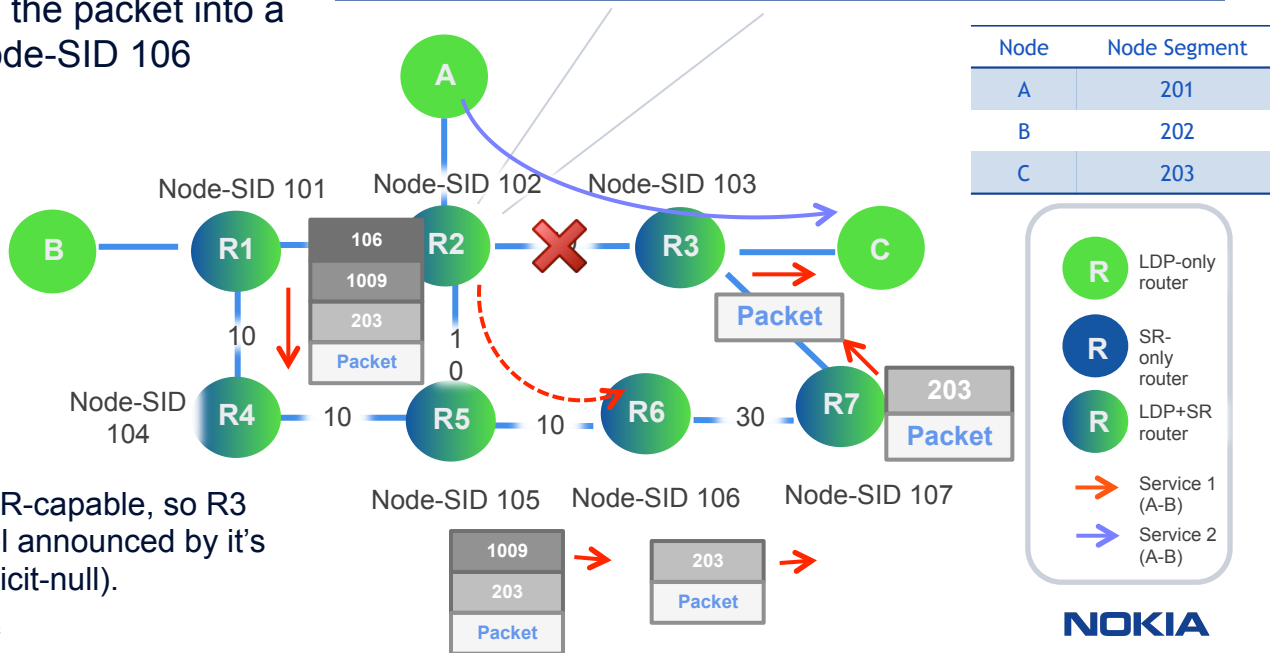 the packet into a
ode-SID 106
Node
Node Segment
A
201
B
202
C
203
A
Node-SID 101
Node-SID 102
Node-SID 103
B
R1
106
1009
203
Packet
R2
R3
C
Packet
10
1
0
Node-SID
104
R4
10
R5
10
R6
30
R7
203
Packet
R
LDP-only
router
R
SR-
only
router
R
LDP+SR
router
Service 1
(A-B)
Service 2
(A-B)
R-capable, so R3
l announced by it's
icit-null).
Node-SID 105
Node-SID 106
Node-SID 107
1009
203
Packet
203
Packet
NOKIA